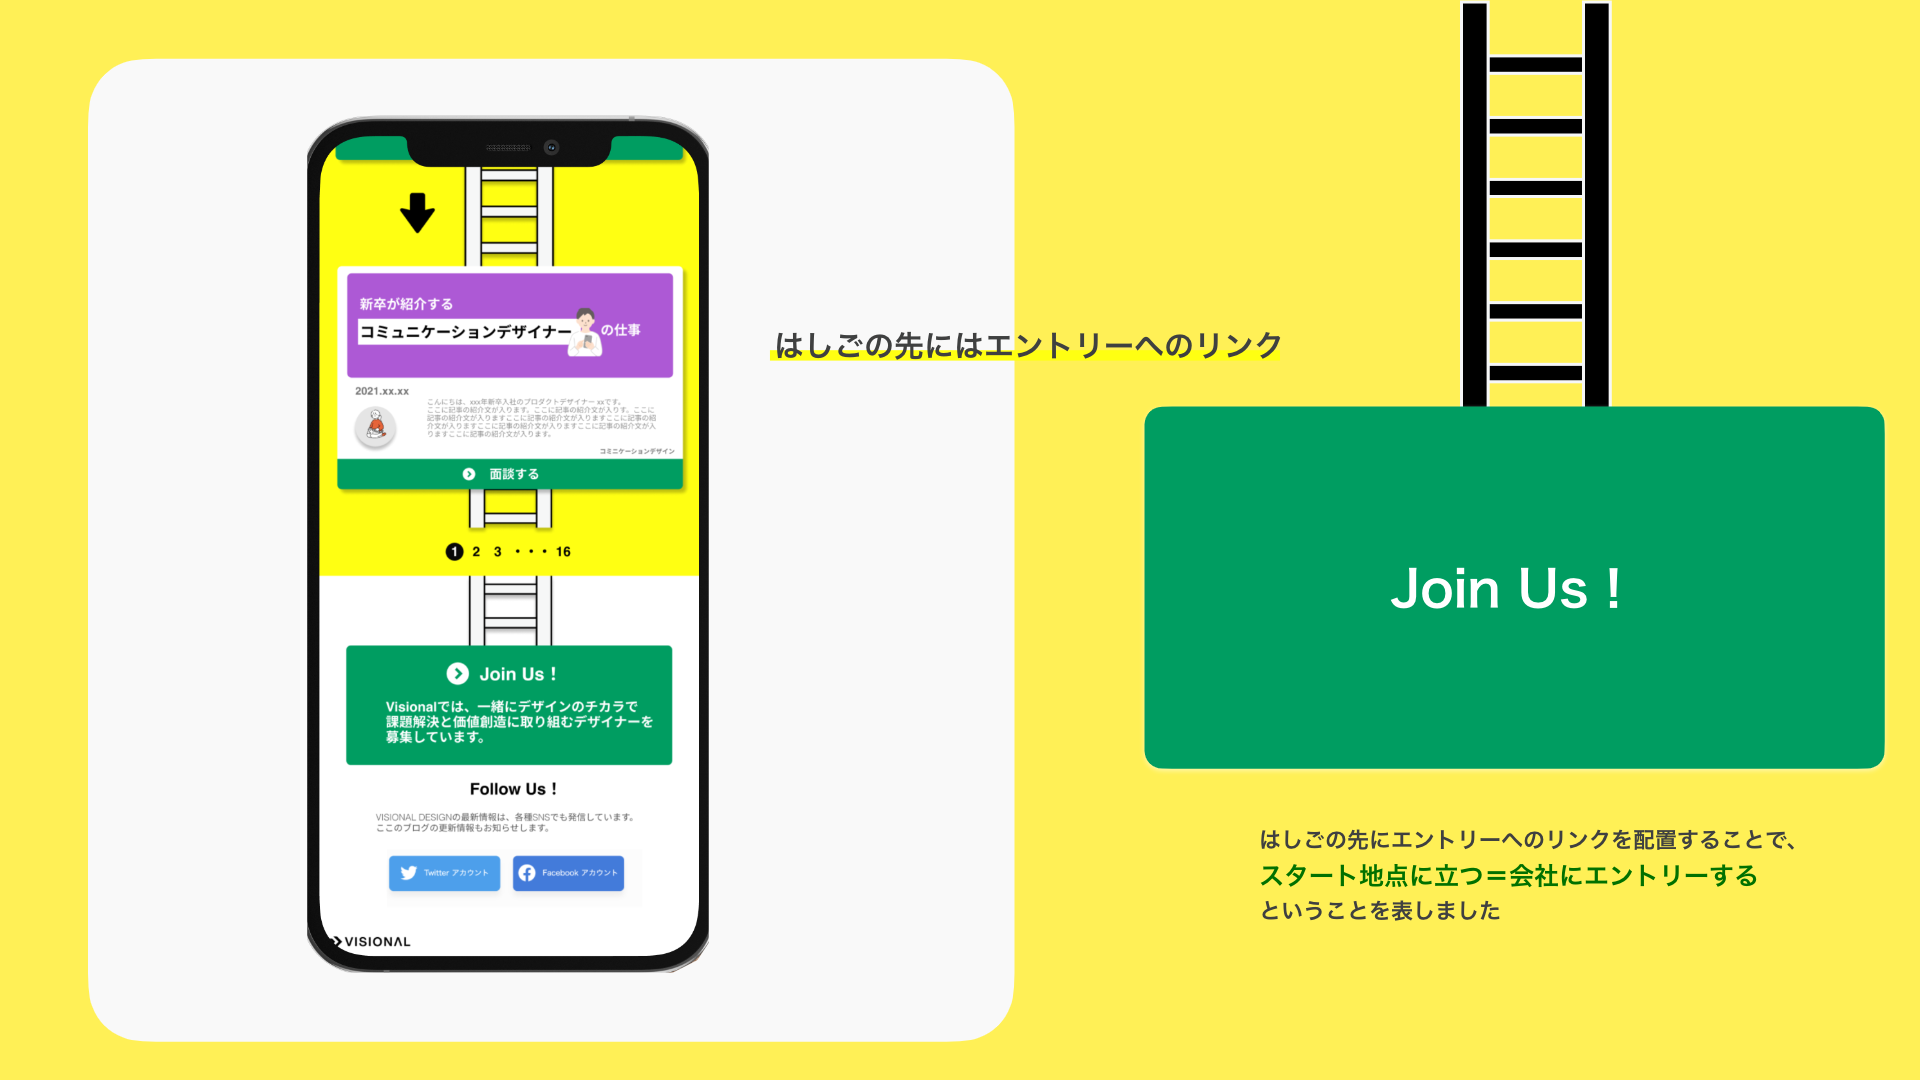 新卒が紹介する
コミュニケーションデザイナー の仕事
2021.xx.xx
こんにちは、xxx年新卒入社のプロダクトデザイナー xxです。
ここに記事の紹介文が入ります。ここに記事の紹介文が入りす。ここに
記事の紹介文が入りますここに記事の紹介文が入りますここに記事の紹
介文が入りますここに記事の紹介文が入りますここに記事の紹介文が入
りますここに記事の紹介文が入ります。
コミニケーションデザイン
面談する
1 2 3 ・・・ 16
Join Us !
Visionalでは、一緒にデザインのチカラで
課題解決と価値創造に取り組むデザイナーを
募集しています。
Follow Us !
VISIONAL DESIGNの最新情報は、各種SNSでも発信しています。
ここのブログの更新情報もお知らせします。
Twitter アカウント
Facebook アカウント
VISIONAL
はしごの先にはエントリーへのリンク
Join Us !
はしごの先にエントリーへのリンクを配置することで、
スタート地点に立つ＝会社にエントリーする
ということを表しました